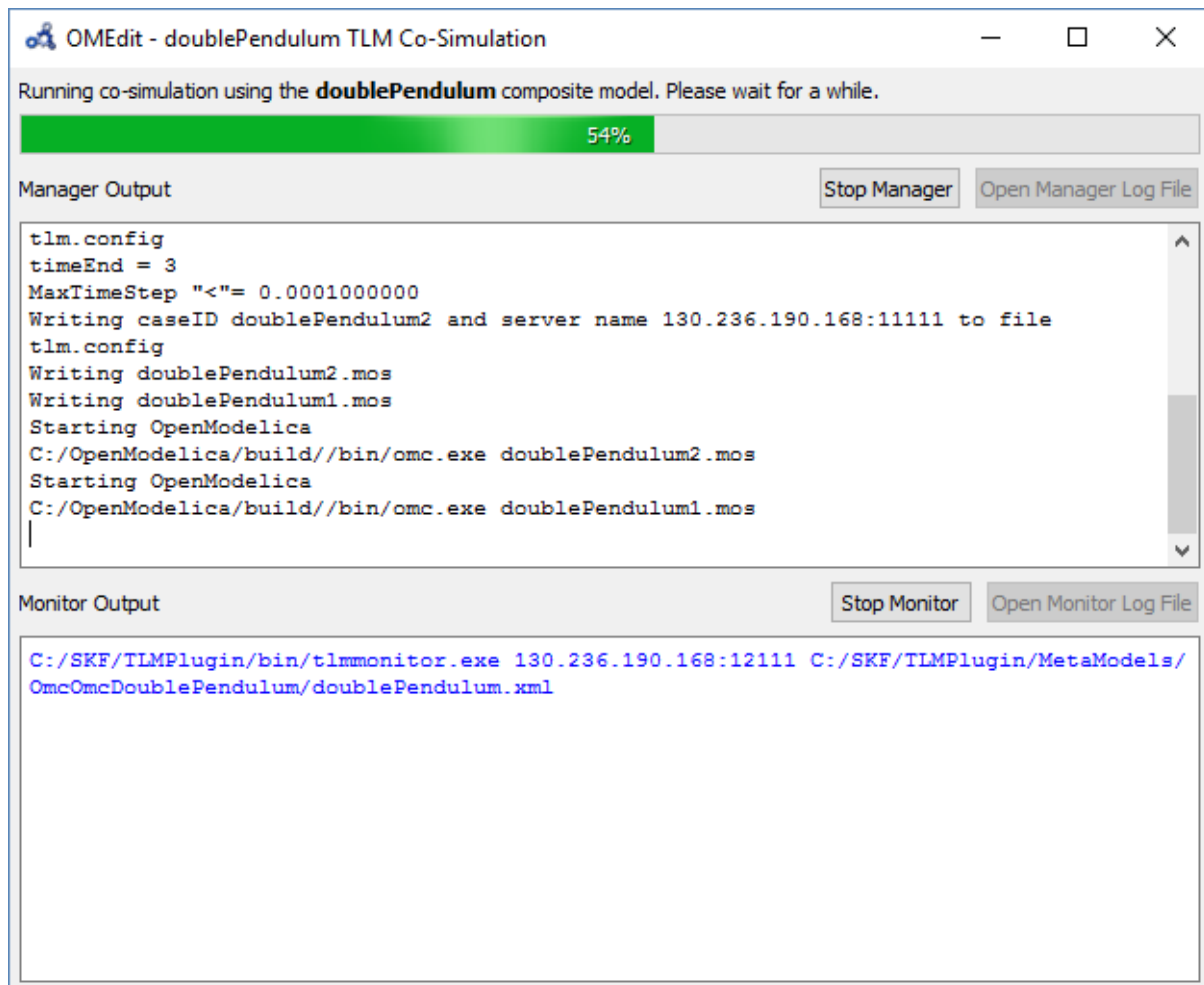 OMEdit - doublePendulum TLM Co-Simulation
Running co-simulation using the doublePendulum composite model. Please wait for a while.
54%
Manager Output
Stop Manager
Open Manager Log File
tlm.config
timeEnd = 3
MaxTimeStep "<"= 0.0001000000
Writing caseID doublePendulum2 and server name 130.236.190.168:11111 to file
tlm.config
Writing doublePendulum2.mos
Writing doublePendulum1.mos
Starting OpenModelica
C:/OpenModelica/build//bin/omc.exe doublePendulum2.mos
Starting OpenModelica
C:/OpenModelica/build//bin/omc.exe doublePendulum1.mos
Monitor Output
Stop Monitor
Open Monitor Log File
C:/SKF/TLMPlugin/bin/tlmmonitor.exe 130.236.190.168:12111 C:/SKF/TLMPlugin/MetaModels/
OmcOmcDoublePendulum/doublePendulum.xml